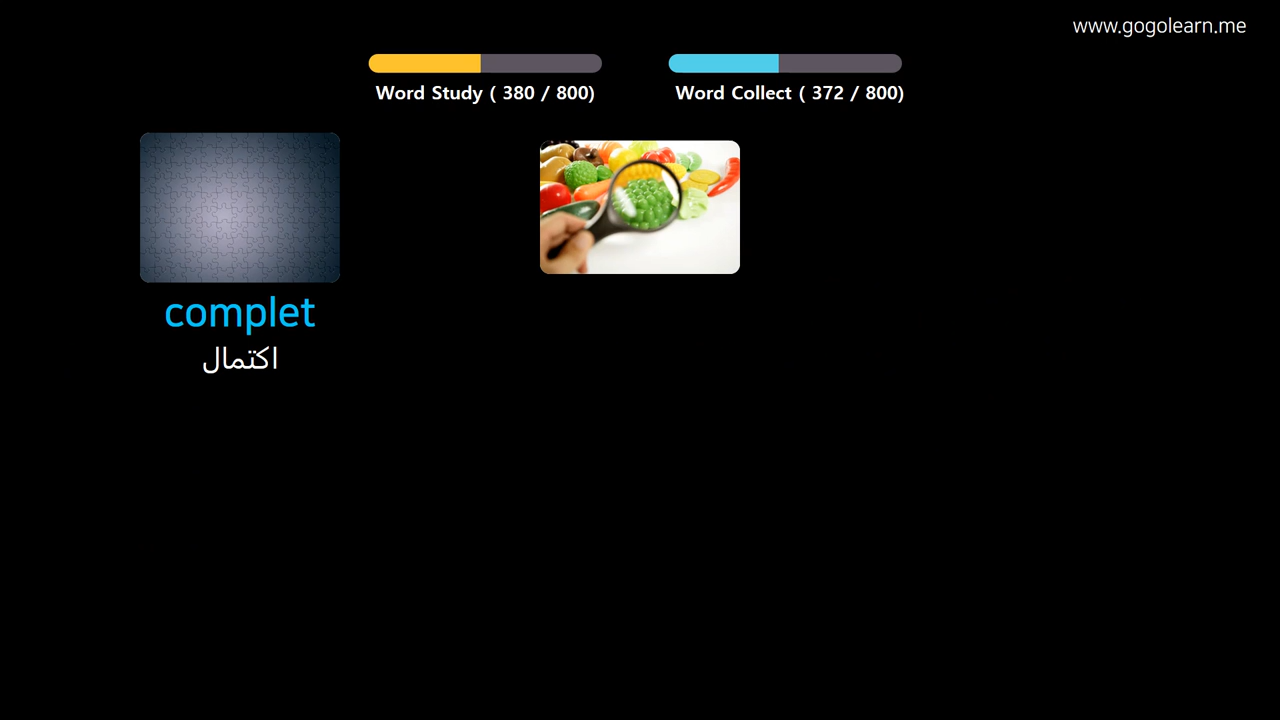 www.gogolearn.me
Word Study ( 380 / 800)
Word Collect ( 372 / 800)
complet
اكتمال